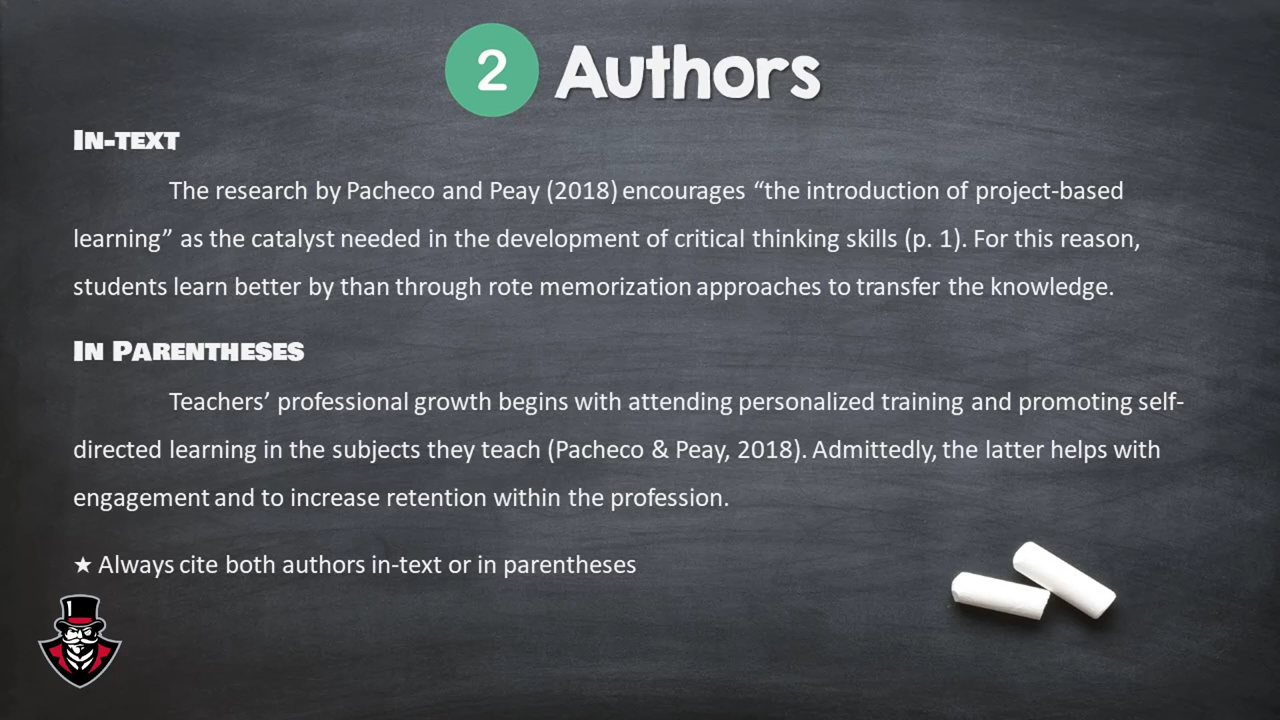 2 Authors
In-text
The research by Pacheco and Peay (2018) encourages “the introduction of project-based
learning” as the catalyst needed in the development of critical thinking skills (p. 1). For this reason,
students learn better by than through rote memorization approaches to transfer the knowledge.
In Parentheses
Teachers’ professional growth begins with attending personalized training and promoting self-
directed learning in the subjects they teach (Pacheco & Peay, 2018). Admittedly, the latter helps with
engagement and to increase retention within the profession.
★ Always cite both authors in-text or in parentheses